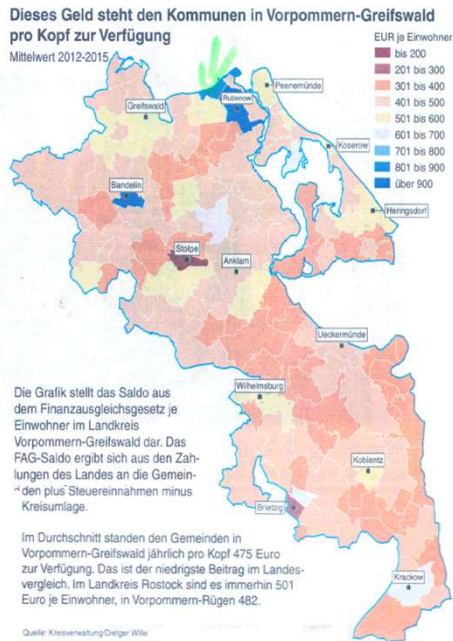 Dieses Geld steht den Kommunen in Vorpommern-Greifswald
pro Kopf zur Verfügung
Mittelwert 2012-2015
EUR je Einwohner
bis 200
201 bis 300
301 bis 400
401 bis 500
501 bis 600
601 bis 700
701 bis 800
801 bis 900
über 900
Peenemünde
Rubenow
Greifswald
Koserow
Bandelin
Heringsdorf
Stolpe
Anklam
Ueckermünde
Wilhelmsburg
Koblentz
Brietzig
Krackow
Die Grafik stellt das Saldo aus
dem Finanzausgleichsgesetz je
Einwohner im Landkreis
Vorpommern-Greifswald dar. Das
FAG-Saldo ergibt sich aus den Zah-
lungen des Landes an die Gemein-
den plus Steuereinnahmen minus
Kreisumlage.
Im Durchschnitt standen den Gemeinden in
Vorpommern-Greifswald jährlich pro Kopf 475 Euro
zur Verfügung. Das ist der niedrigste Beitrag im Landes-
vergleich. Im Landkreis Rostock sind es immerhin 501
Euro je Einwohner, in Vorpommern-Rügen 482.
Quelle: Kreisverwaltung/Dietger Wille